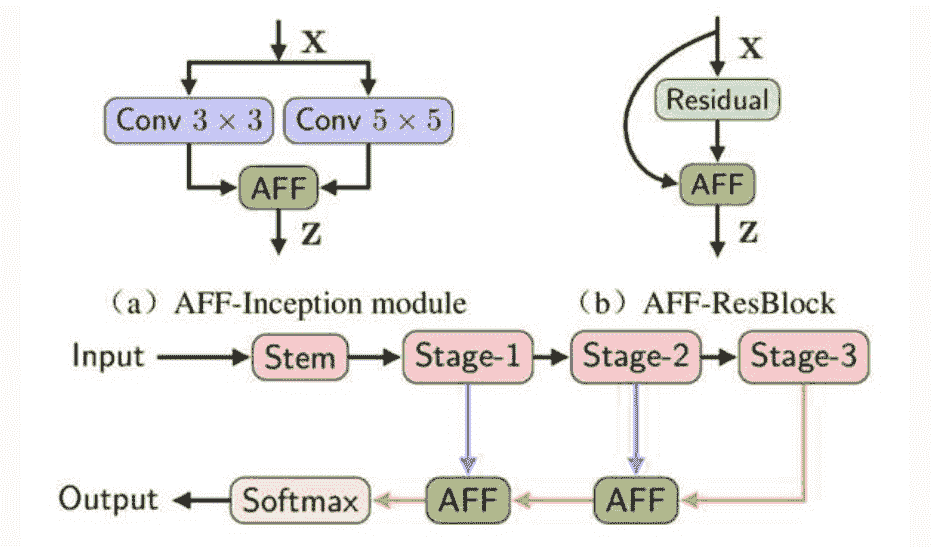 X
X
Conv 3 × 3
Conv 5 × 5
Residual
AFF
AFF
Z
Z
（a）AFF-Inception module
（b）AFF-ResBlock
Input
Stem
Stage-1
Stage-2
Stage-3
Output
Softmax
AFF
AFF